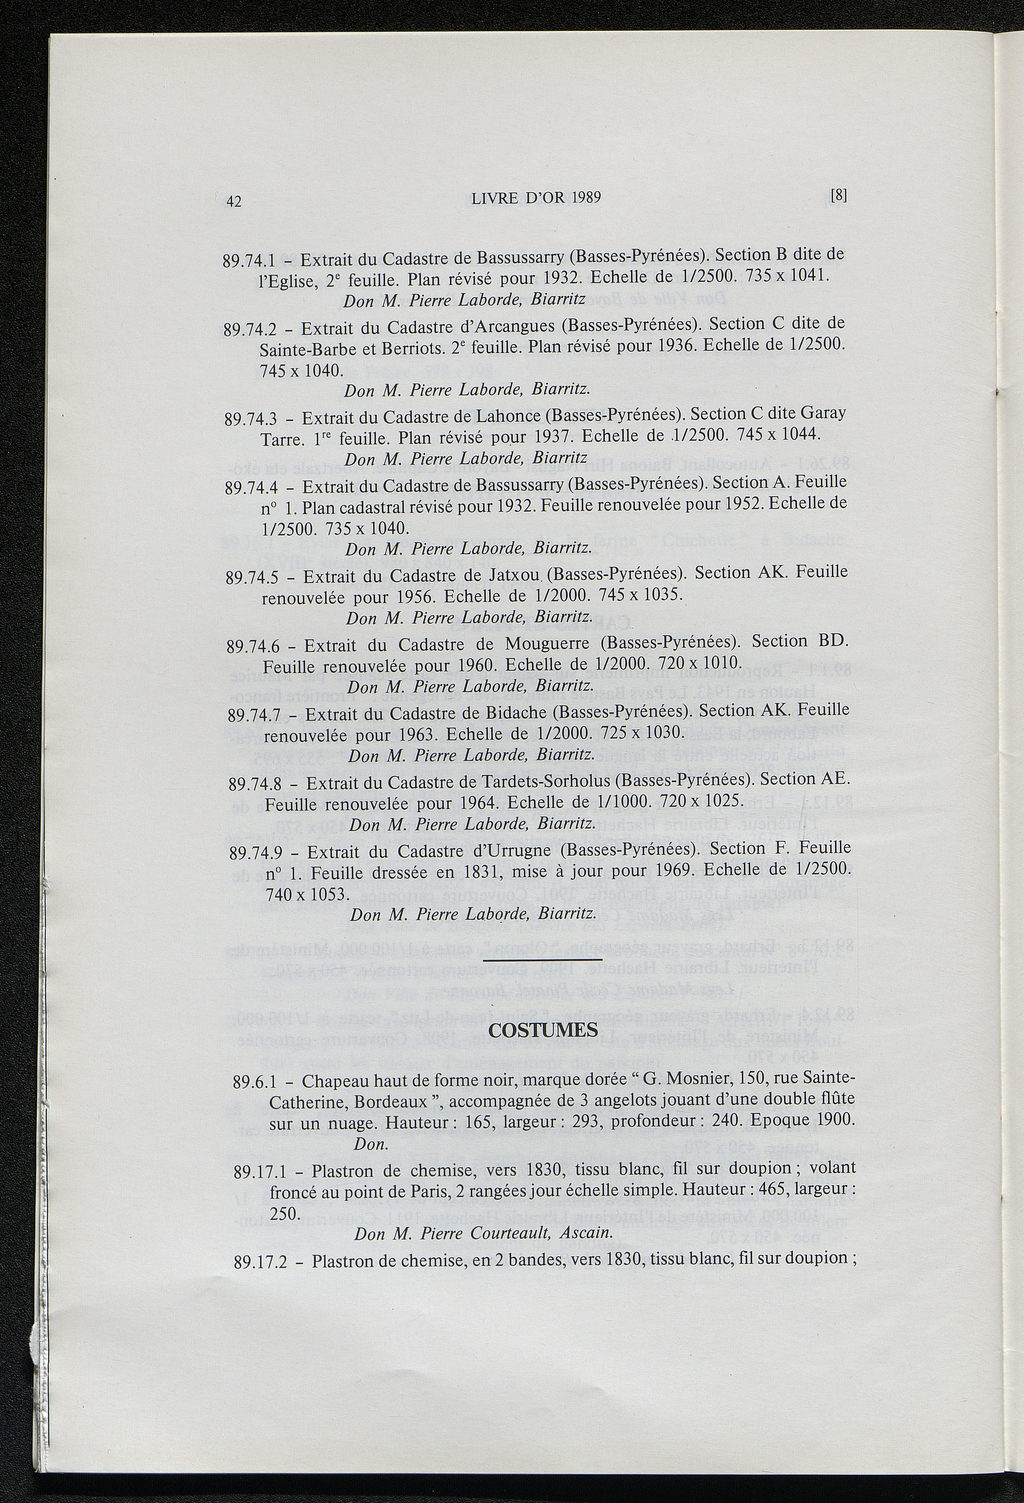 42 LIVRE D'OR 1989 [8]
89.74.1 – Extrait du Cadastre de Bassussarry (Basses-Pyrénées). Section B dite de
l'Eglise, 2e feuille. Plan révisé pour 1932. Echelle de 1/2500. 735 x 1041.
Don M. Pierre Laborde, Biarritz
89.74.2 – Extrait du Cadastre d'Arcangues (Basses-Pyrénées). Section C dite de
Sainte-Barbe et Berriots. 2e feuille. Plan révisé pour 1936. Echelle de 1/2500.
745 x 1040.
Don M. Pierre Laborde, Biarritz.
89.74.3 – Extrait du Cadastre de Lahonce (Basses-Pyrénées). Section C dite Garay
Tarre. 1re feuille. Plan révisé pour 1937. Echelle de 1/2500. 745 x 1044.
Don M. Pierre Laborde, Biarritz
89.74.4 – Extrait du Cadastre de Bassussarry (Basses-Pyrénées). Section A. Feuille
n° 1. Plan cadastral révisé pour 1932. Feuille renouvelée pour 1952. Echelle de
1/2500. 735 x 1040.
Don M. Pierre Laborde, Biarritz.
89.74.5 – Extrait du Cadastre de Jatxou (Basses-Pyrénées). Section AK. Feuille
renouvelée pour 1956. Echelle de 1/2000. 745 x 1035.
Don M. Pierre Laborde, Biarritz.
89.74.6 – Extrait du Cadastre de Mouguerre (Basses-Pyrénées). Section BD.
Feuille renouvelée pour 1960. Echelle de 1/2000. 720 x 1010.
Don M. Pierre Laborde, Biarritz.
89.74.7 – Extrait du Cadastre de Bidache (Basses-Pyrénées). Section AK. Feuille
renouvelée pour 1963. Echelle de 1/2000. 725 x 1030.
Don M. Pierre Laborde, Biarritz.
89.74.8 – Extrait du Cadastre de Tardets-Sorholus (Basses-Pyrénées). Section AE.
Feuille renouvelée pour 1964. Echelle de 1/1000. 720 x 1025.
Don M. Pierre Laborde, Biarritz.
89.74.9 – Extrait du Cadastre d'Urrugne (Basses-Pyrénées). Section F. Feuille
n° 1. Feuille dressée en 1831, mise à jour pour 1969. Echelle de 1/2500.
740 x 1053.
Don M. Pierre Laborde, Biarritz.
COSTUMES
89.6.1 – Chapeau haut de forme noir, marque dorée “ G. Mosnier, 150, rue Sainte-
Catherine, Bordeaux ”, accompagnée de 3 angelots jouant d'une double flûte
sur un nuage. Hauteur : 165, largeur : 293, profondeur : 240. Epoque 1900.
Don.
89.17.1 – Plastron de chemise, vers 1830, tissu blanc, fil sur doupion ; volant
froncé au point de Paris, 2 rangées jour échelle simple. Hauteur : 465, largeur :
250.
Don M. Pierre Courteault, Ascain.
89.17.2 – Plastron de chemise, en 2 bandes, vers 1830, tissu blanc, fil sur doupion ;